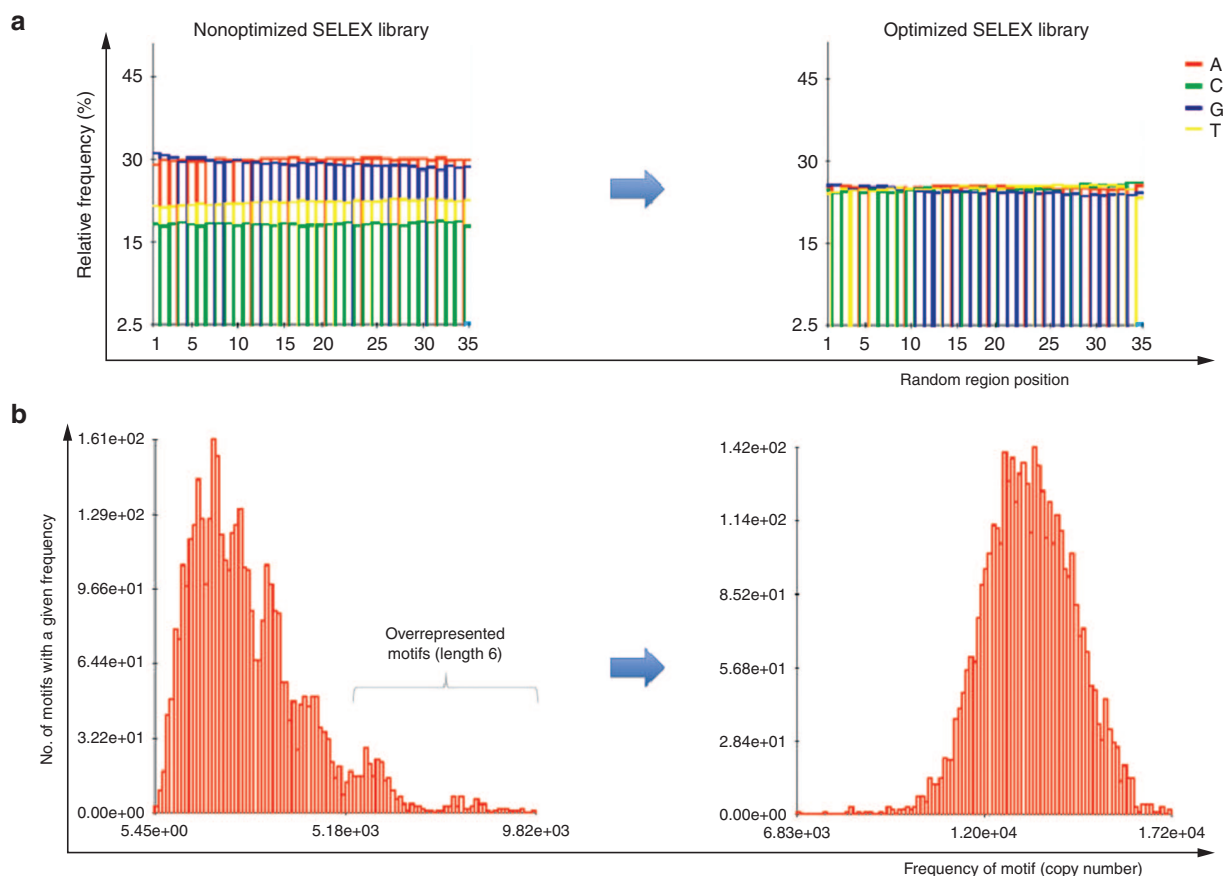 a
Nonoptimized SELEX library
Optimized SELEX library
Relative frequency (%)
45
30
15
2.5
1 5 10 15 20 25 30 35
45
30
15
2.5
1 5 10 15 20 25 30 35
A
C
G
T
Random region position
b
No. of motifs with a given frequency
1.61e+02
1.29e+02
9.66e+01
6.44e+01
3.22e+01
0.00e+00
5.45e+00 5.18e+03 9.82e+03
Overrepresented
motifs (length 6)
1.42e+02
1.14e+02
8.52e+01
5.68e+01
2.84e+01
0.00e+00
6.83e+03 1.20e+04 1.72e+04
Frequency of motif (copy number)